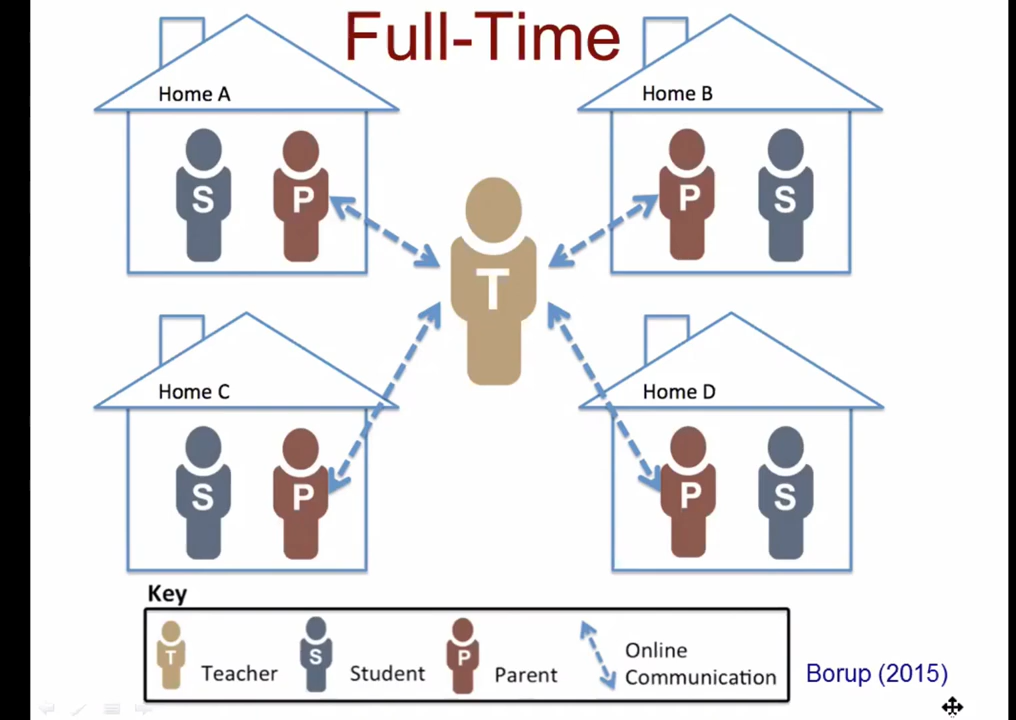 Full-Time
Home A
Home B
S
P
P
S
T
Home C
Home D
S
P
P
S
Key
T
Teacher
S
Student
P
Parent
Online
Communication
Borup (2015)